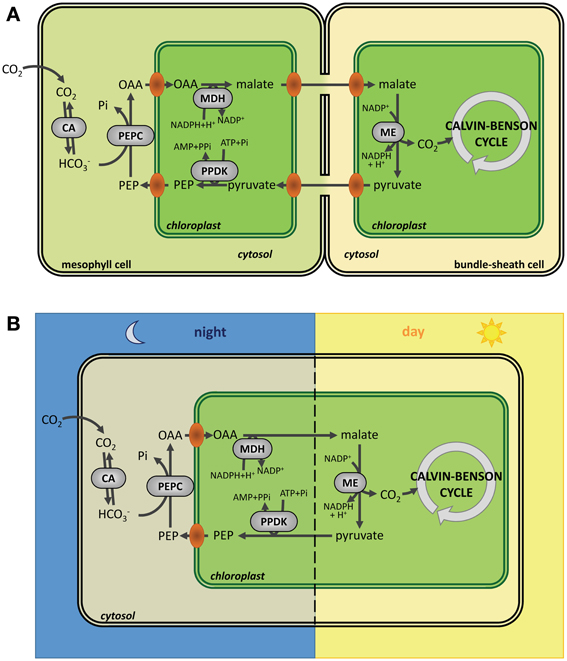 A
CO₂
CO₂
CA
HCO₃⁻
Pi
OAA
PEPC
PEP
OAA
malate
MDH
NADPH+H⁺
NADP⁺
AMP+PPi
ATP+Pi
PPDK
PEP
pyruvate
chloroplast
cytosol
mesophyll cell
malate
NADP⁺
ME
NADPH
+ H⁺
CO₂
pyruvate
CALVIN-BENSON
CYCLE
chloroplast
cytosol
bundle-sheath cell
B
night
day
CO₂
CO₂
CA
HCO₃⁻
Pi
OAA
PEPC
PEP
OAA
malate
MDH
NADPH+H⁺
NADP⁺
AMP+PPi
ATP+Pi
PPDK
PEP
pyruvate
NADP⁺
ME
NADPH
+ H⁺
CO₂
CALVIN-BENSON
CYCLE
chloroplast
cytosol